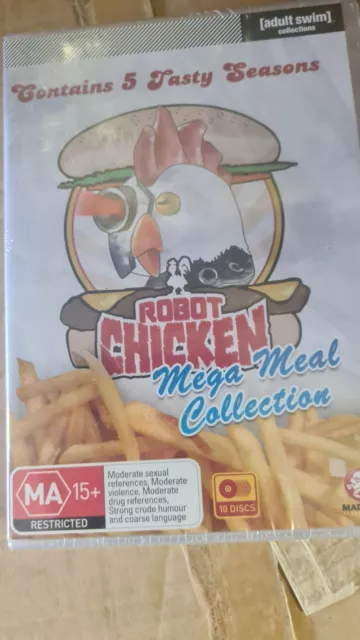 [adult swim]
collections
Contains 5 Tasty Seasons
ROBOT
CHICKEN
Mega Meal
Collection
MA 15+
RESTRICTED
Moderate sexual
references, Moderate
violence, Moderate
drug references,
Strong crude humour
and coarse language
10 DISCS